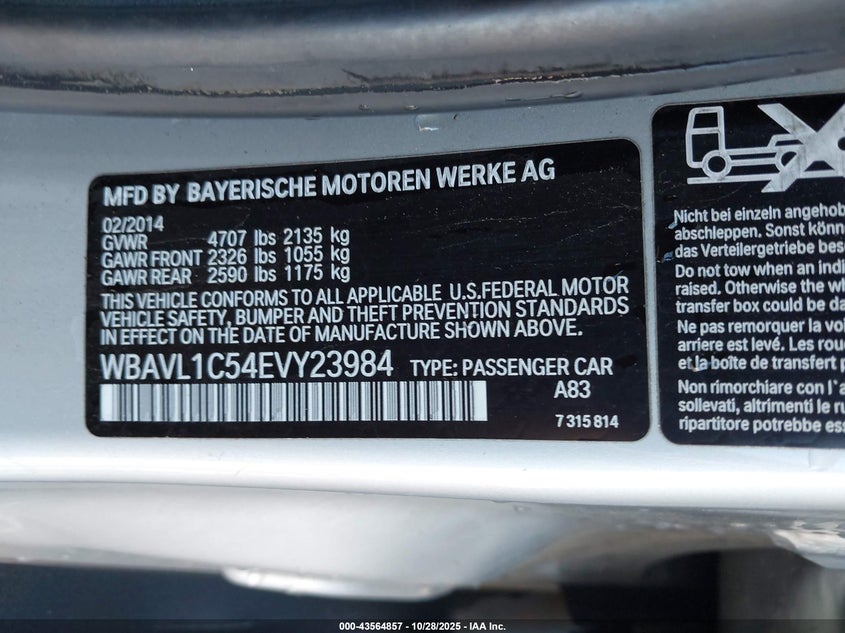 MFD BY BAYERISCHE MOTOREN WERKE AG
02/2014
GVWR 4707 lbs 2135 kg
GAWR FRONT 2326 lbs 1055 kg
GAWR REAR 2590 lbs 1175 kg
THIS VEHICLE CONFORMS TO ALL APPLICABLE U.S.FEDERAL MOTOR
VEHICLE SAFETY, BUMPER AND THEFT PREVENTION STANDARDS
IN EFFECT ON THE DATE OF MANUFACTURE SHOWN ABOVE.
WBAVL1C54EVY23984 TYPE: PASSENGER CAR
A83
7 315 814
Nicht bei einzeln angehob
abschleppen. Sonst könn
das Verteilergetriebe bes
Do not tow when an indi
raised. Otherwise the wh
transfer box could be da
Ne pas remorquer la voi
arriere est levé. Les roue
et la boîte de transfert p
Non rimorchiare con l'a
sollevati, altrimenti le ru
ripartitore potrebbe ess
000-43564857 | 10/28/2025 | IAA Inc.